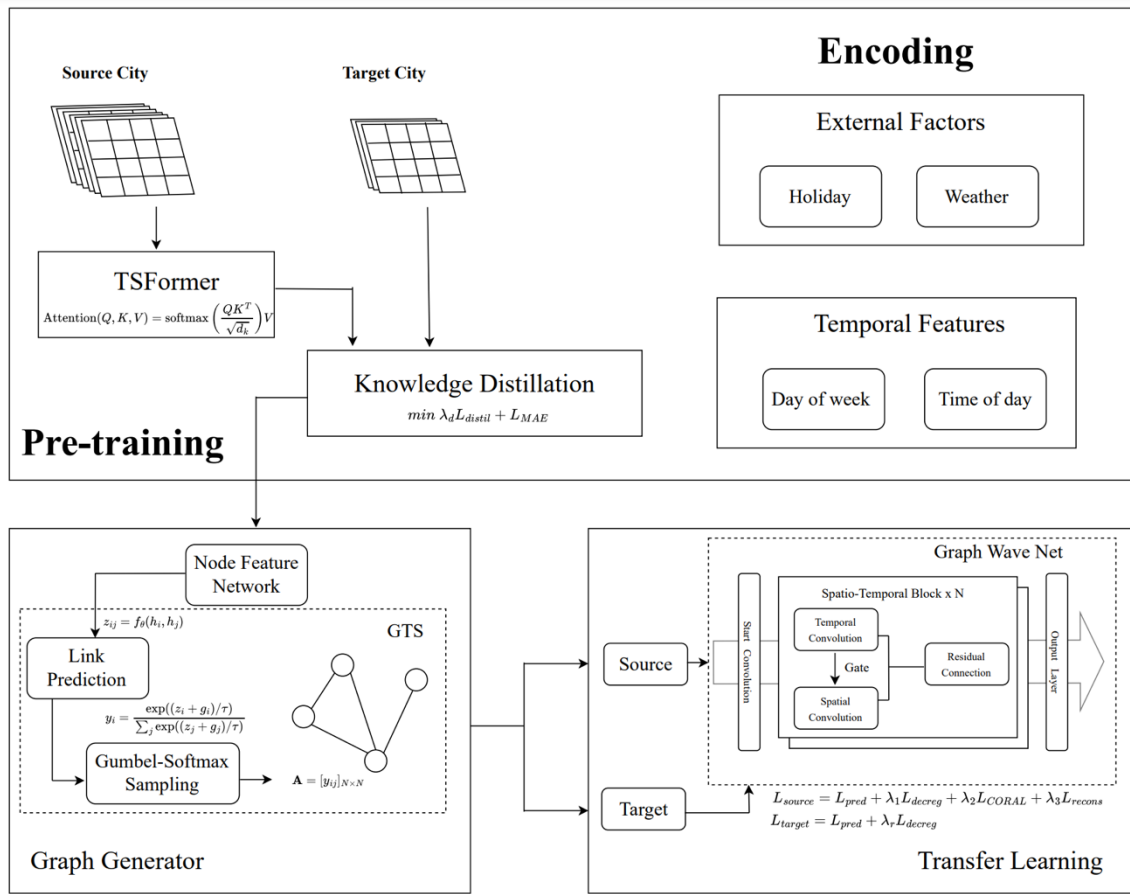 Encoding
Source City
Target City
External Factors
Holiday
Weather
TSFormer
Attention(Q, K, V) = softmax (QK^T / √d_k) V
Temporal Features
Knowledge Distillation
min λ_d L_distil + L_MAE
Day of week
Time of day
Pre-training
Node Feature
Network
z_ij = f_θ(h_i, h_j)
GTS
Link
Prediction
y_i = exp((z_i + g_i)/τ) / ∑_j exp((z_j + g_j)/τ)
Gumbel-Softmax
Sampling
A = [y_ij]_N×N
Graph Generator
Graph Wave Net
Source
Start Convolution
Spatio-Temporal Block x N
Temporal
Convolution
Gate
Spatial
Convolution
Residual
Connection
Output Layer
Target
L_source = L_pred + λ_1 L_decreg + λ_2 L_CORAL + λ_3 L_recons
L_target = L_pred + λ_r L_decreg
Transfer Learning